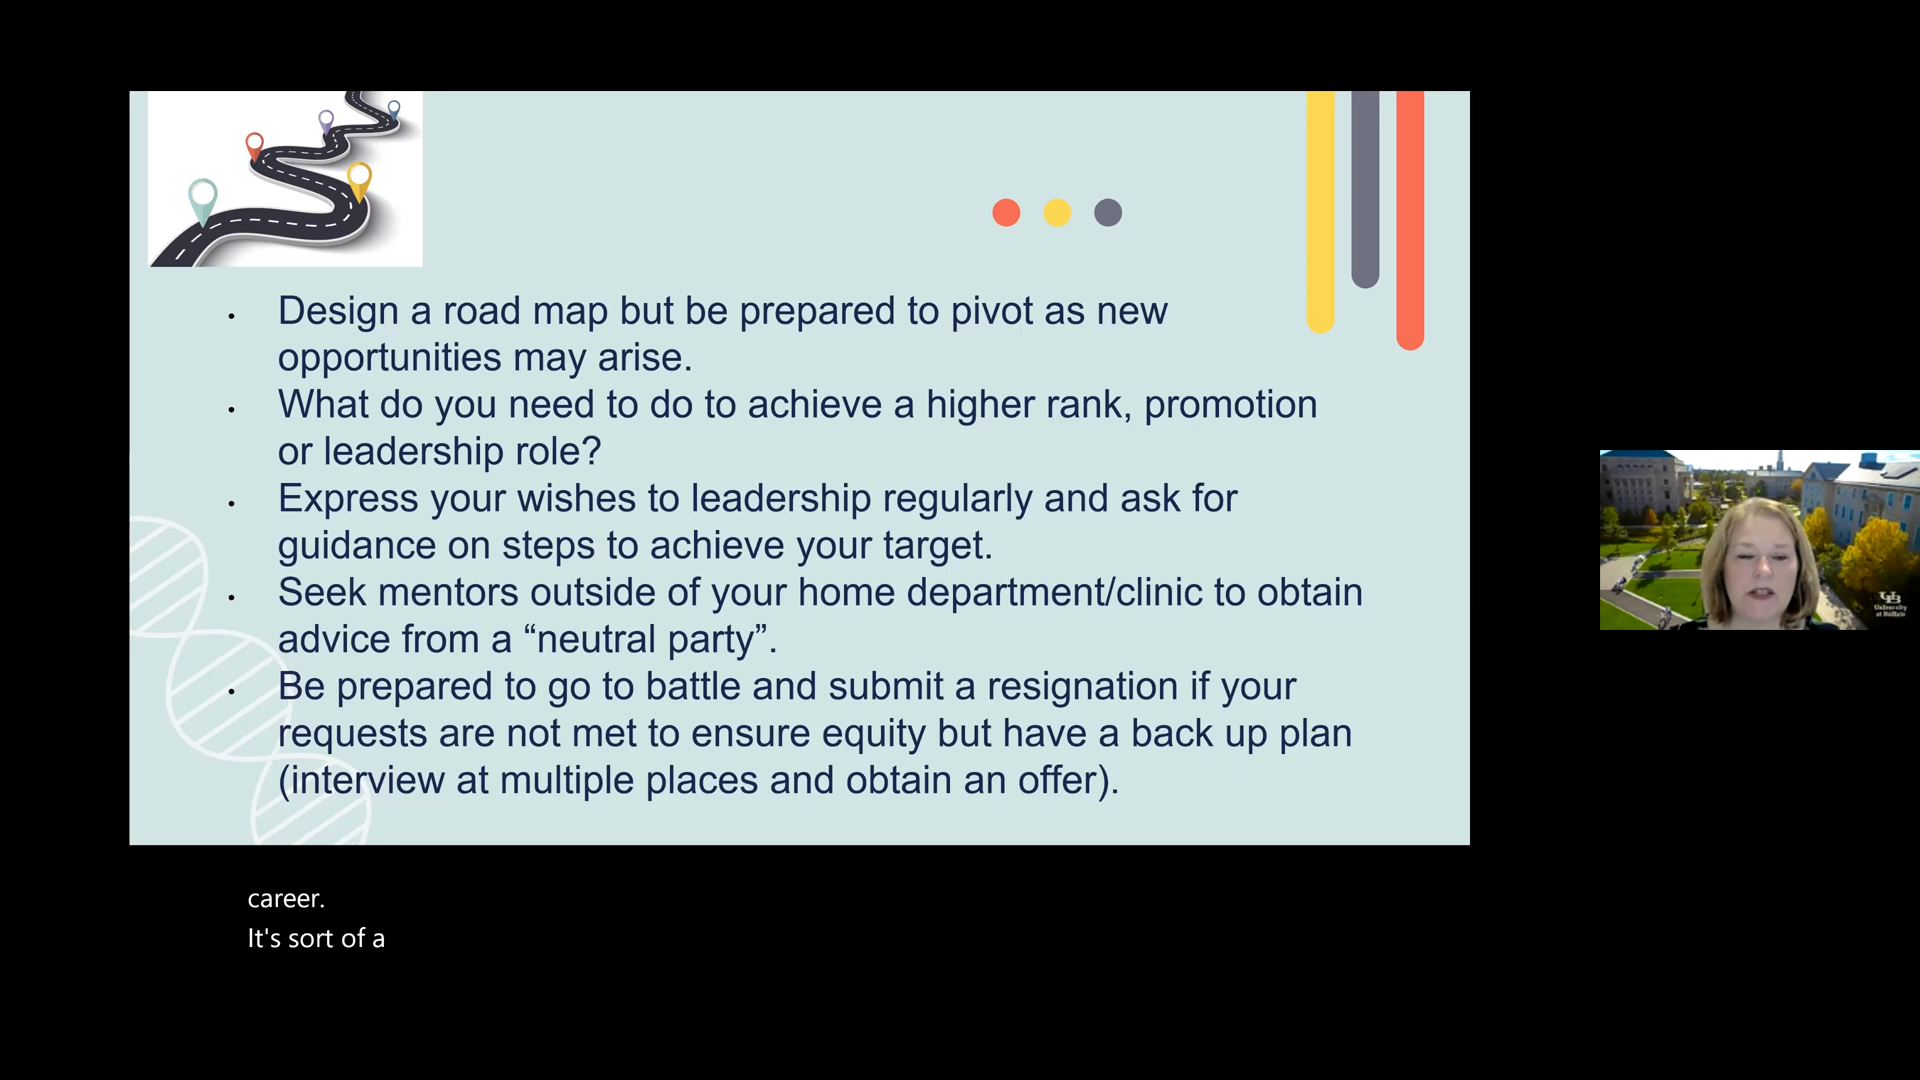 • Design a road map but be prepared to pivot as new
opportunities may arise.
• What do you need to do to achieve a higher rank, promotion
or leadership role?
• Express your wishes to leadership regularly and ask for
guidance on steps to achieve your target.
• Seek mentors outside of your home department/clinic to obtain
advice from a “neutral party”.
• Be prepared to go to battle and submit a resignation if your
requests are not met to ensure equity but have a back up plan
(interview at multiple places and obtain an offer).
University
at Buffalo
career.
It's sort of a